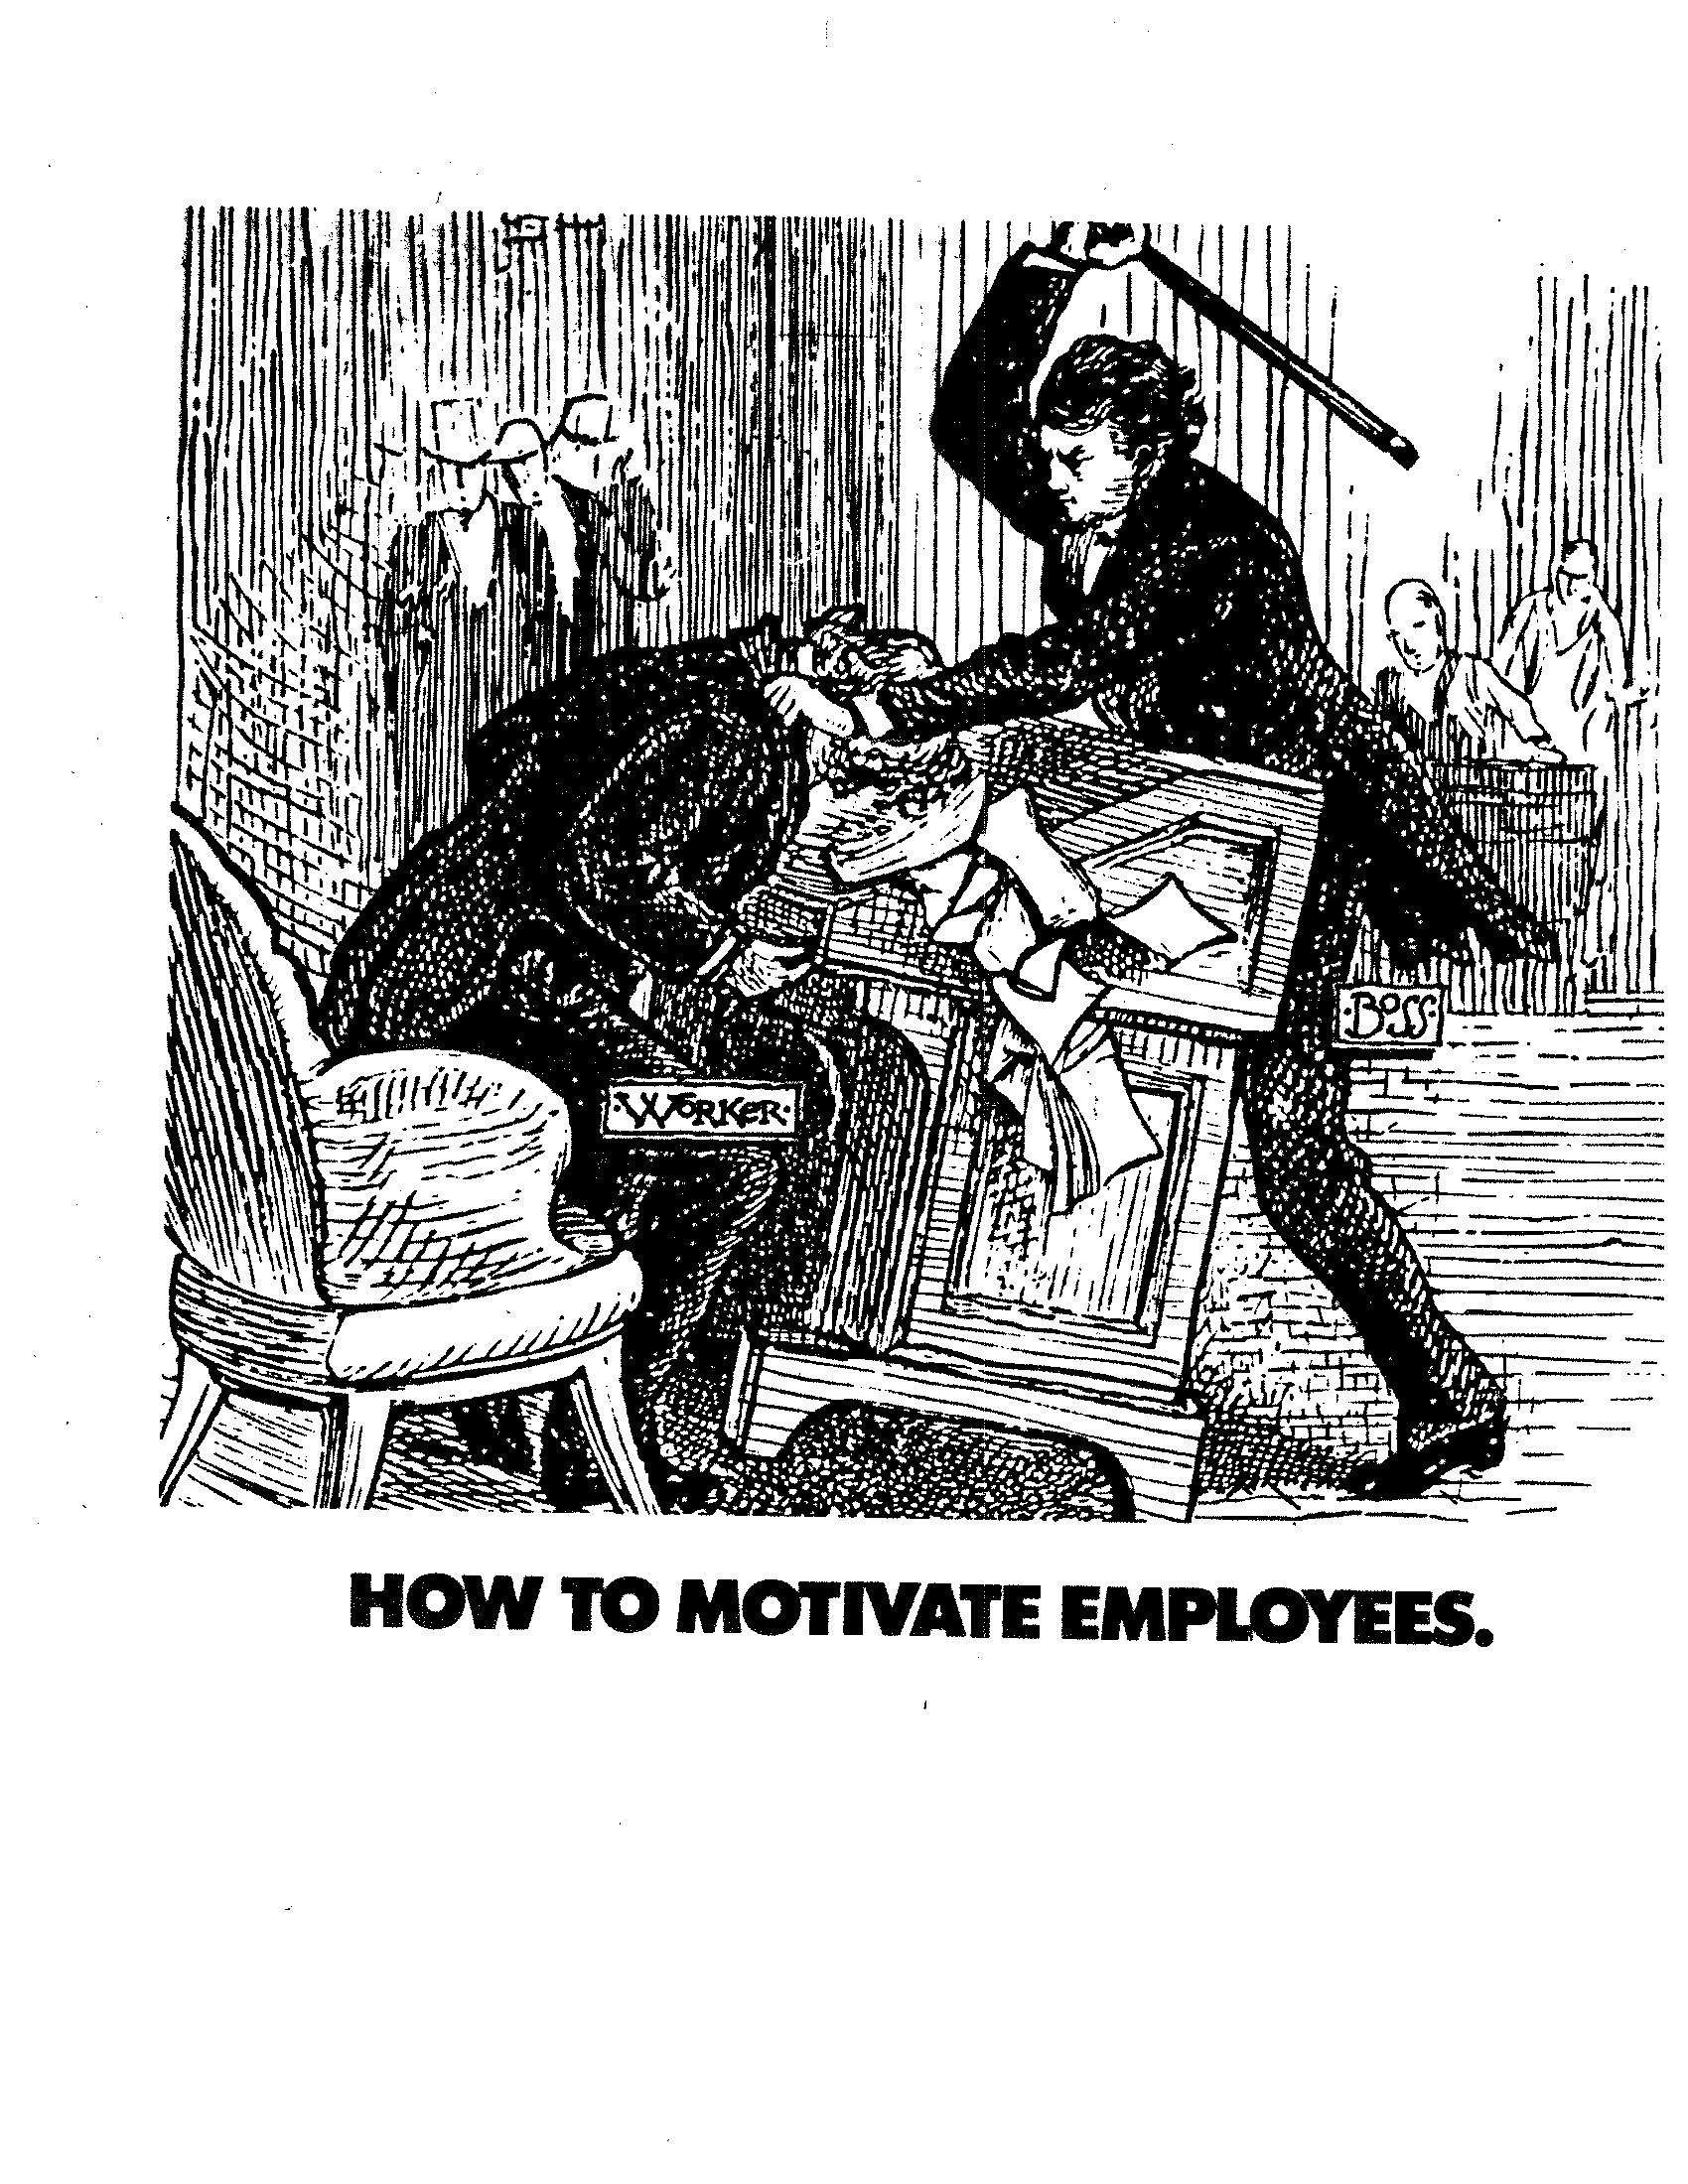 ·BOSS·
·WORKER·
HOW TO MOTIVATE EMPLOYEES.